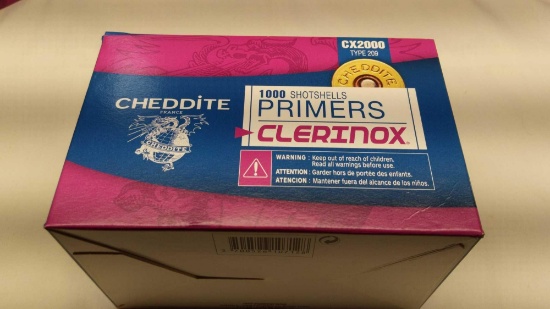 CX2000
TYPE 209
CHEDDITE
1000 SHOTSHELLS
PRIMERS
CLERINOX
CHEDDiTE
FRANCE
CHEDDITE
WARNING : Keep out of reach of children.
Read all warnings before use.
ATTENTION : Garder hors de portée des enfants.
ATENCION : Mantener fuera del alcance de los niños.